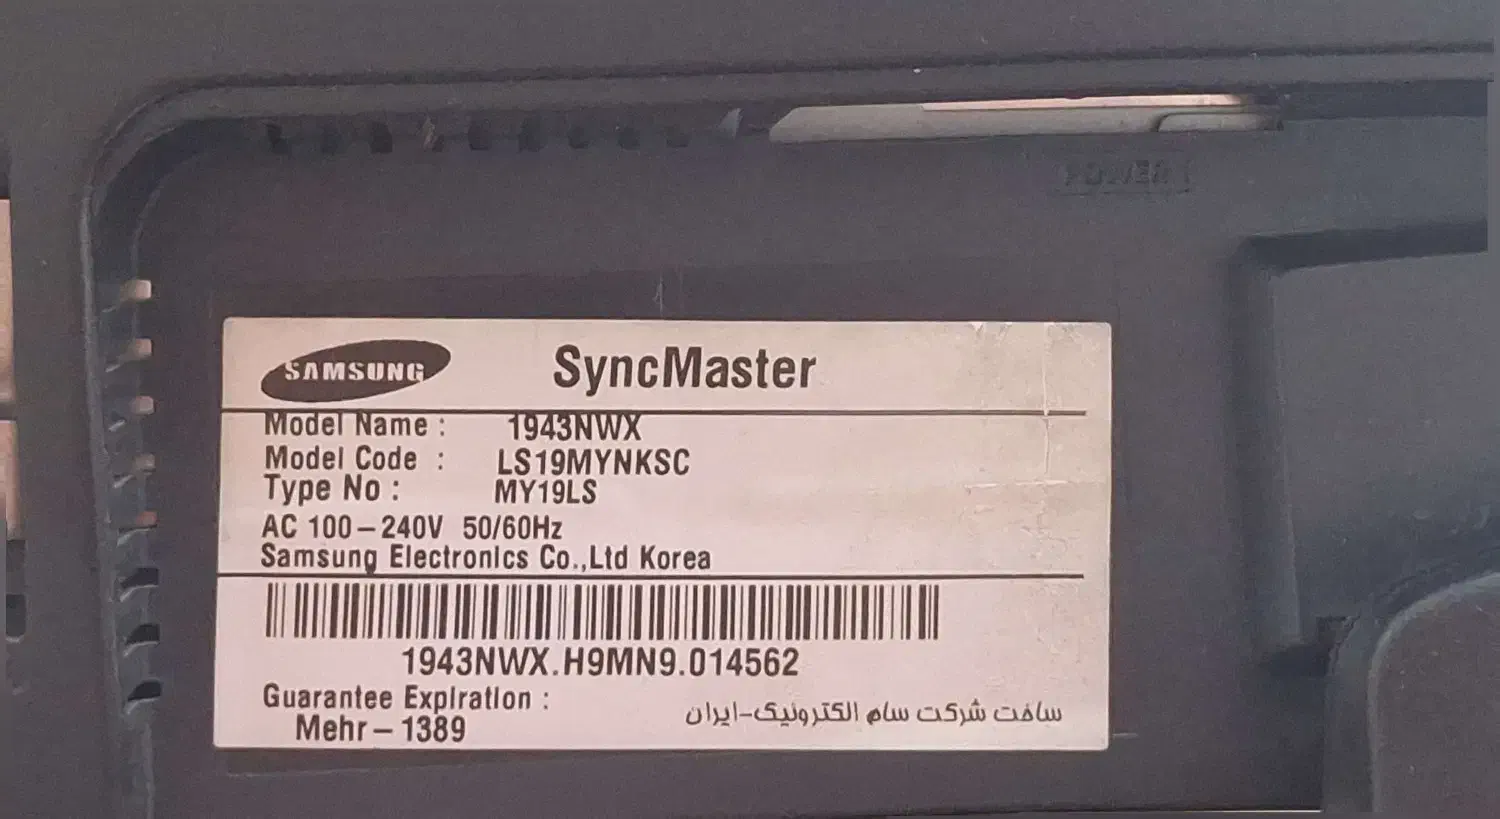 POWER
SAMSUNG SyncMaster
Model Name : 1943NWX
Model Code : LS19MYNKSC
Type No : MY19LS
AC 100-240V 50/60Hz
Samsung Electronics Co.,Ltd Korea
1943NWX.H9MN9.014562
Guarantee Expiration :
Mehr-1389
ساخت شرکت سام الکترونیک-ایران